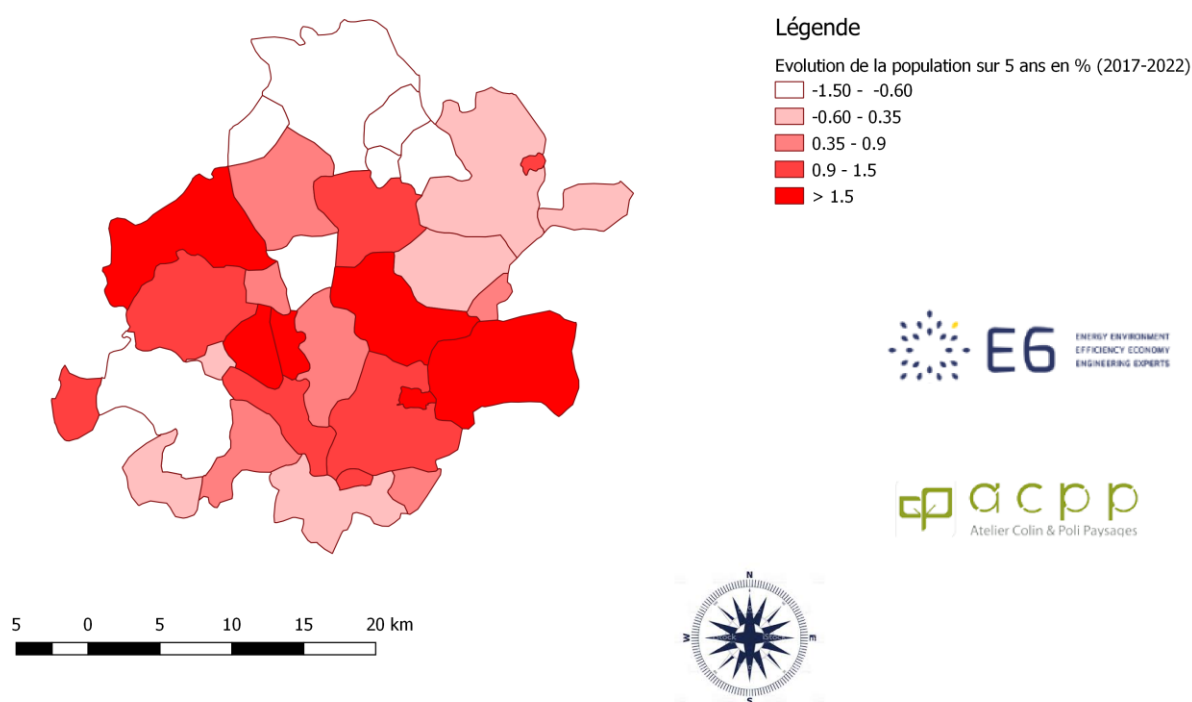 Légende
Evolution de la population sur 5 ans en % (2017-2022)
-1.50 - -0.60
-0.60 - 0.35
0.35 - 0.9
0.9 - 1.5
> 1.5
E6
ENERGY ENVIRONMENT
EFFICIENCY ECONOMY
ENGINEERING EXPERTS
acpp
Atelier Colin & Poli Paysages
5 0 5 10 15 20 km
N
W
E
S